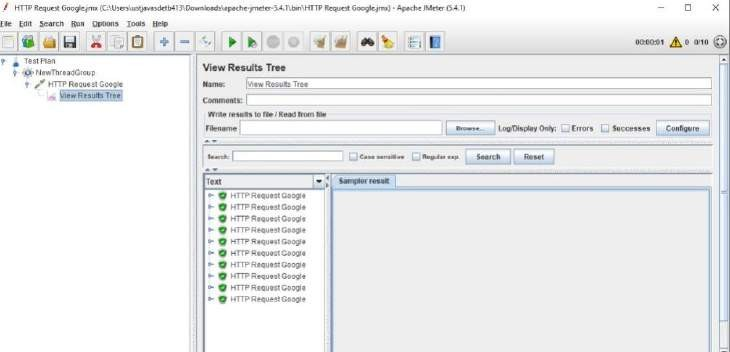 HTTP Request Google.jmx (C:\Users\ustjavasdetb413\Downloads\apache-jmeter-5.4.1\bin\HTTP Request Google.jmx) - Apache JMeter (5.4.1)
File Edit Search Run Options Tools Help
00:00:01 0 0/10
Test Plan
NewThreadGroup
HTTP Request Google
View Results Tree
View Results Tree
Name: View Results Tree
Comments:
Write results to file / Read from file
Filename Browse... Log/Display Only: Errors Successes Configure
Search: Case sensitive Regular exp. Search Reset
Text
Sampler result
HTTP Request Google
HTTP Request Google
HTTP Request Google
HTTP Request Google
HTTP Request Google
HTTP Request Google
HTTP Request Google
HTTP Request Google
HTTP Request Google
HTTP Request Google